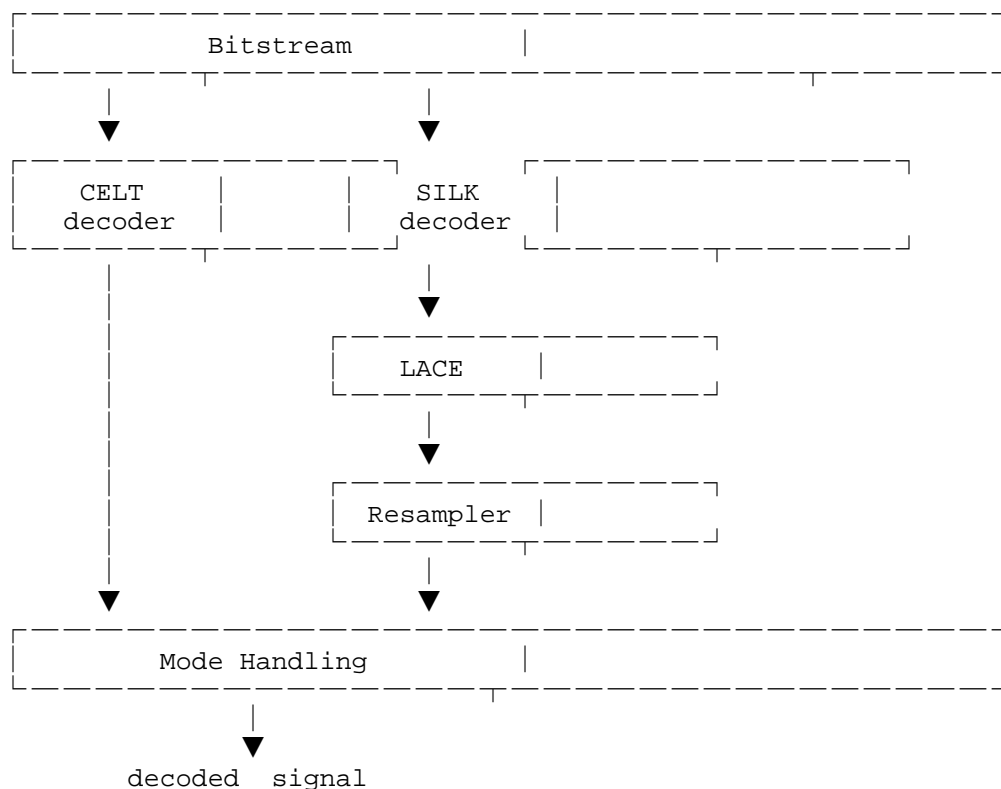 Bitstream
CELT SILK
decoder decoder
LACE
Resampler
Mode Handling
decoded signal